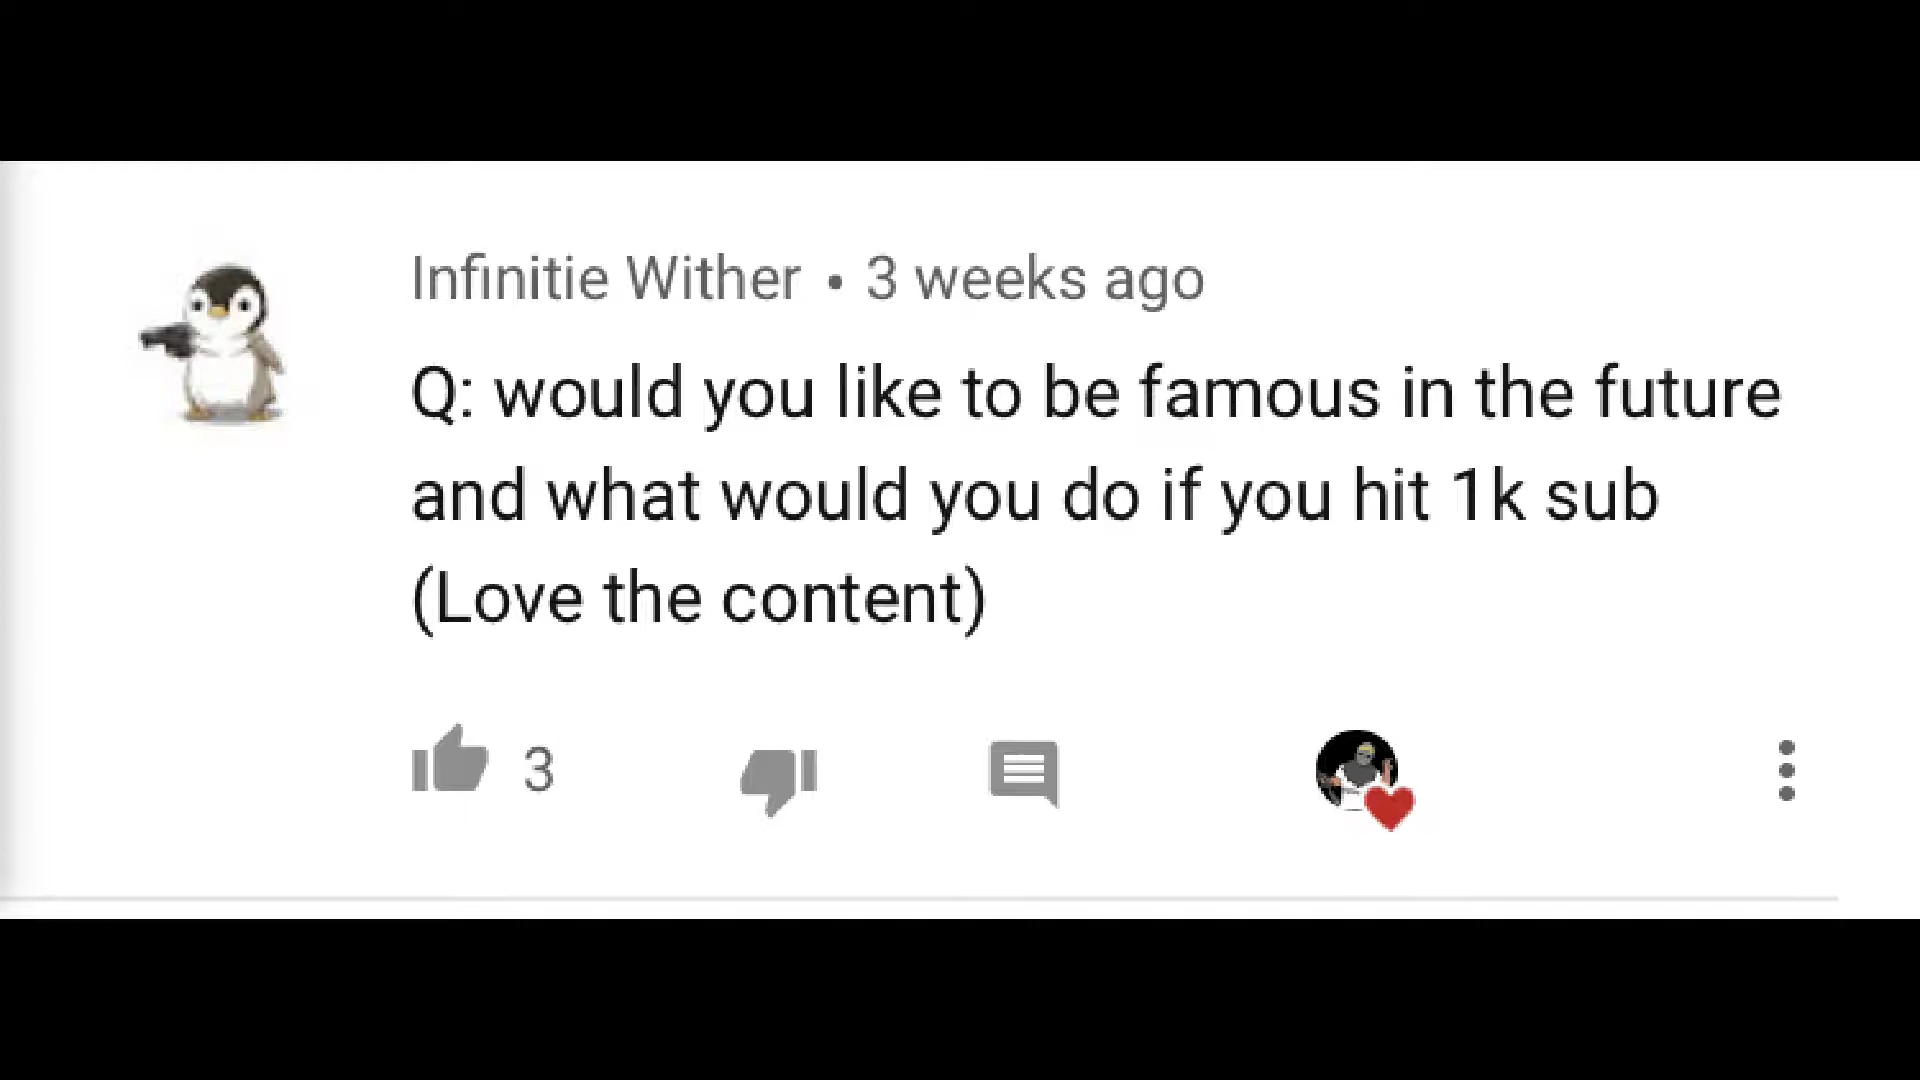 Infinitie Wither • 3 weeks ago
Q: would you like to be famous in the future
and what would you do if you hit 1k sub
(Love the content)
3